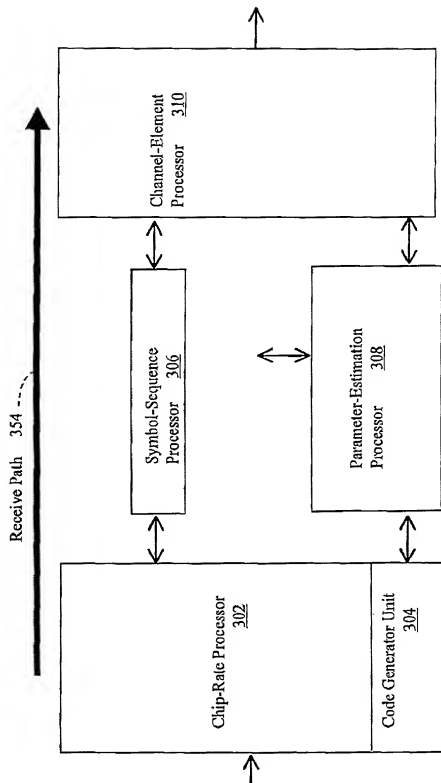 Receive Path 354
Chip-Rate Processor
302
Code Generator Unit
304
Symbol-Sequence
Processor
306
Parameter-Estimation
Processor 308
Channel-Element
Processor 310